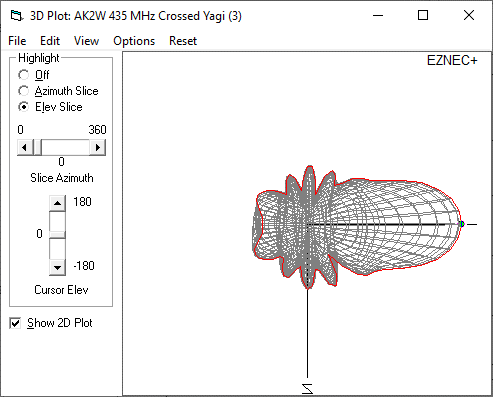 3D Plot: AK2W 435 MHz Crossed Yagi (3)
File Edit View Options Reset
Highlight
Off
Azimuth Slice
Elev Slice
0 360
0
Slice Azimuth
180
0
-180
Cursor Elev
Show 2D Plot
EZNEC+